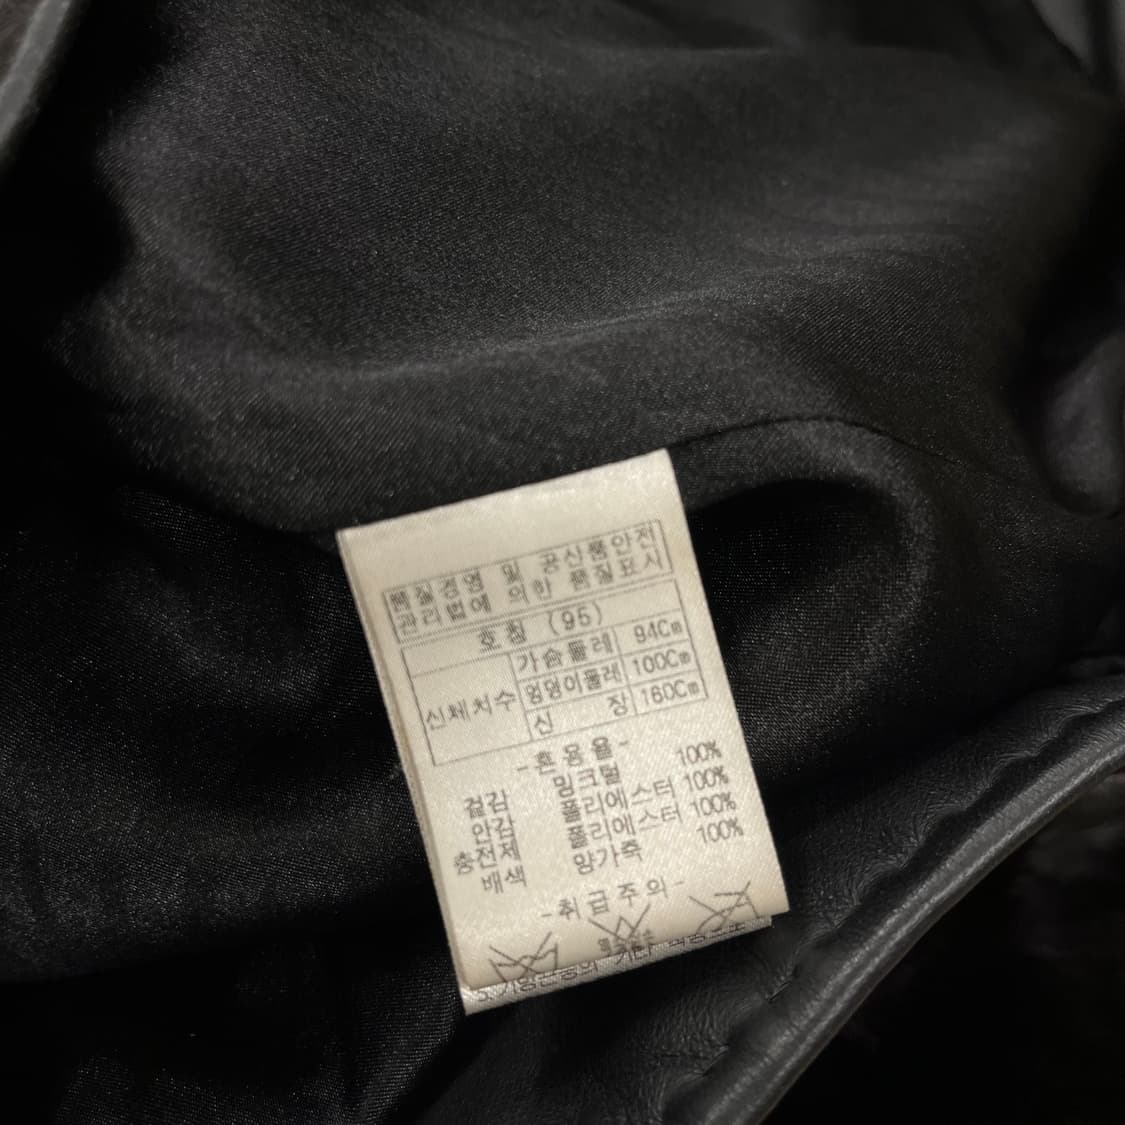 품질경영 및 공산품안전
관리법에 의한 품질표시
호칭 (95)
신체치수
가슴둘레 94Cm
엉덩이둘레 100Cm
신 장 160Cm
-혼용율-
겉감 밍크털 100%
안감 폴리에스터 100%
충전제 폴리에스터 100%
배색 양가죽 100%
-취급주의-